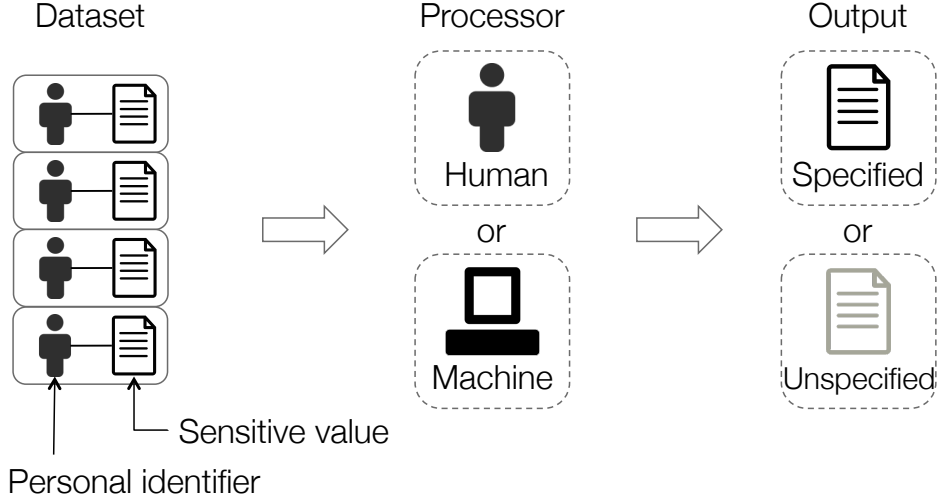 Dataset
Processor
Output
Human
Specified
or
or
Machine
Unspecified
Sensitive value
Personal identifier